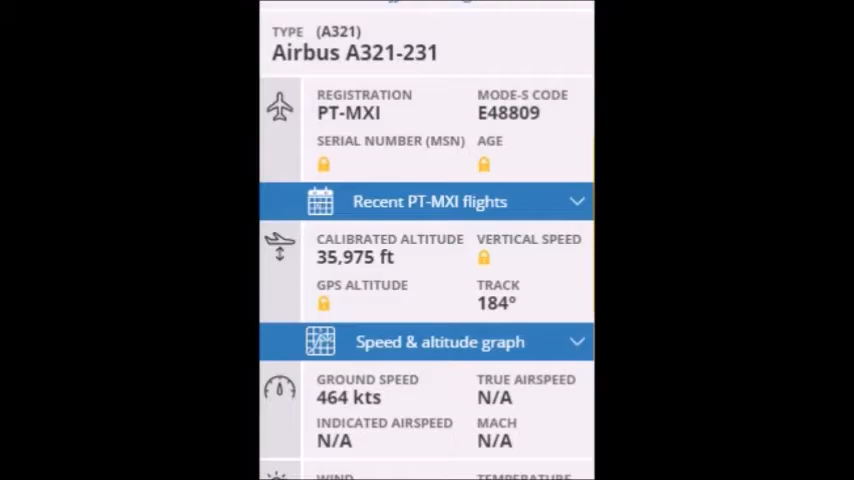 TYPE (A321)
Airbus A321-231
REGISTRATION MODE-S CODE
PT-MXI E48809
SERIAL NUMBER (MSN) AGE
Recent PT-MXI flights
CALIBRATED ALTITUDE VERTICAL SPEED
35,975 ft
GPS ALTITUDE TRACK
184°
Speed & altitude graph
GROUND SPEED TRUE AIRSPEED
464 kts N/A
INDICATED AIRSPEED MACH
N/A N/A
WIND TEMPERATURE